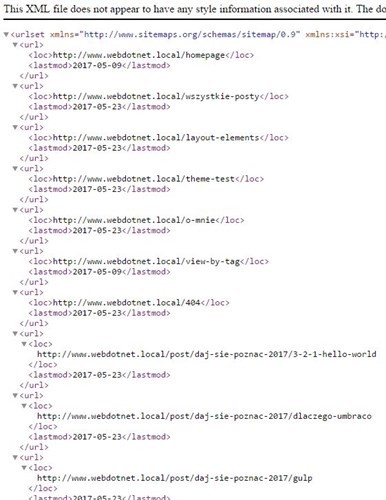 This XML file does not appear to have any style information associated with it. The do
▼<urlset xmlns="http://www.sitemaps.org/schemas/sitemap/0.9" xmlns:xsi="http:/
▼<url>
<loc>http://www.webdotnet.local/homepage</loc>
<lastmod>2017-05-09</lastmod>
</url>
▼<url>
<loc>http://www.webdotnet.local/wszystkie-posty</loc>
<lastmod>2017-05-23</lastmod>
</url>
▼<url>
<loc>http://www.webdotnet.local/layout-elements</loc>
<lastmod>2017-05-23</lastmod>
</url>
▼<url>
<loc>http://www.webdotnet.local/theme-test</loc>
<lastmod>2017-05-23</lastmod>
</url>
▼<url>
<loc>http://www.webdotnet.local/o-mnie</loc>
<lastmod>2017-05-23</lastmod>
</url>
▼<url>
<loc>http://www.webdotnet.local/view-by-tag</loc>
<lastmod>2017-05-09</lastmod>
</url>
▼<url>
<loc>http://www.webdotnet.local/404</loc>
<lastmod>2017-05-23</lastmod>
</url>
▼<url>
▼<loc>
http://www.webdotnet.local/post/daj-sie-poznac-2017/3-2-1-hello-world
</loc>
<lastmod>2017-05-23</lastmod>
</url>
▼<url>
▼<loc>
http://www.webdotnet.local/post/daj-sie-poznac-2017/dlaczego-umbraco
</loc>
<lastmod>2017-05-23</lastmod>
</url>
▼<url>
▼<loc>
http://www.webdotnet.local/post/daj-sie-poznac-2017/gulp
</loc>
<lastmod>2017-05-23</lastmod>